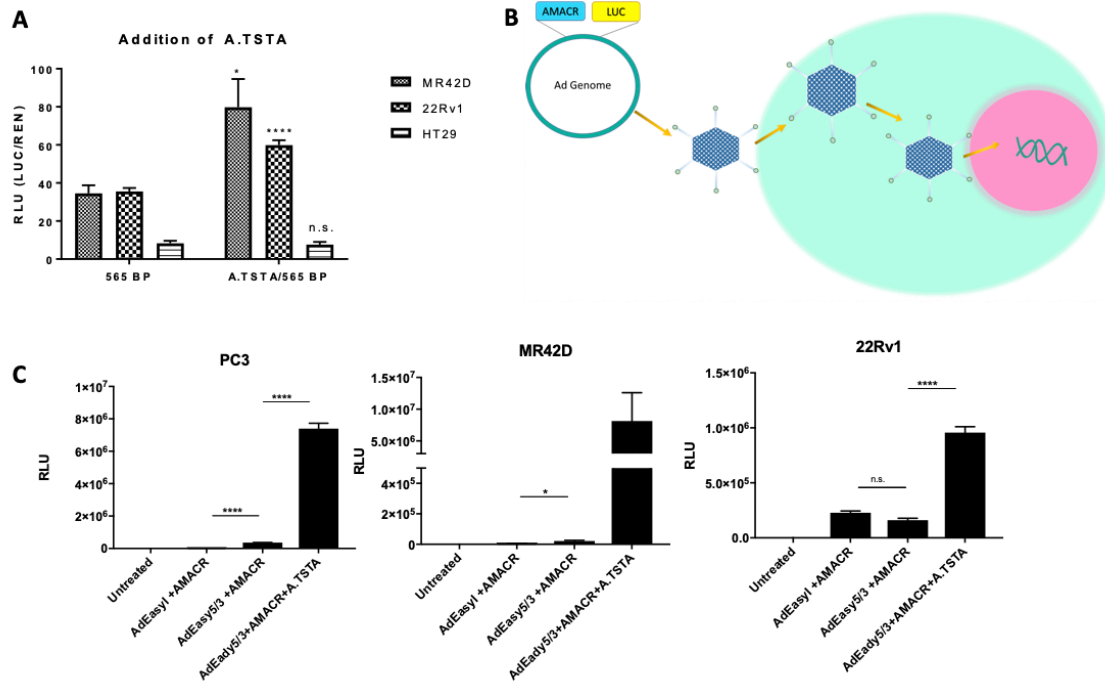 A
Addition of A.TSTA
RLU (LUC/REN)
100
80
60
40
20
0
*
****
n.s.
565 BP
A.TSTA/565 BP
MR42D
22Rv1
HT29
B
AMACR
LUC
Ad Genome
C
PC3
RLU
1×10⁷
8×10⁶
6×10⁶
4×10⁶
2×10⁶
0
****
****
Untreated
AdEasyI +AMACR
AdEasy5/3 +AMACR
AdEady5/3+AMACR+A.TSTA
MR42D
RLU
1.5×10⁷
1.0×10⁷
5.0×10⁶
4×10⁵
2×10⁵
0
*
Untreated
AdEasyI +AMACR
AdEasy5/3 +AMACR
AdEady5/3+AMACR+A.TSTA
22Rv1
RLU
1.5×10⁶
1.0×10⁶
5.0×10⁵
0.0
n.s.
****
Untreated
AdEasyI +AMACR
AdEasy5/3 +AMACR
AdEady5/3+AMACR+A.TSTA